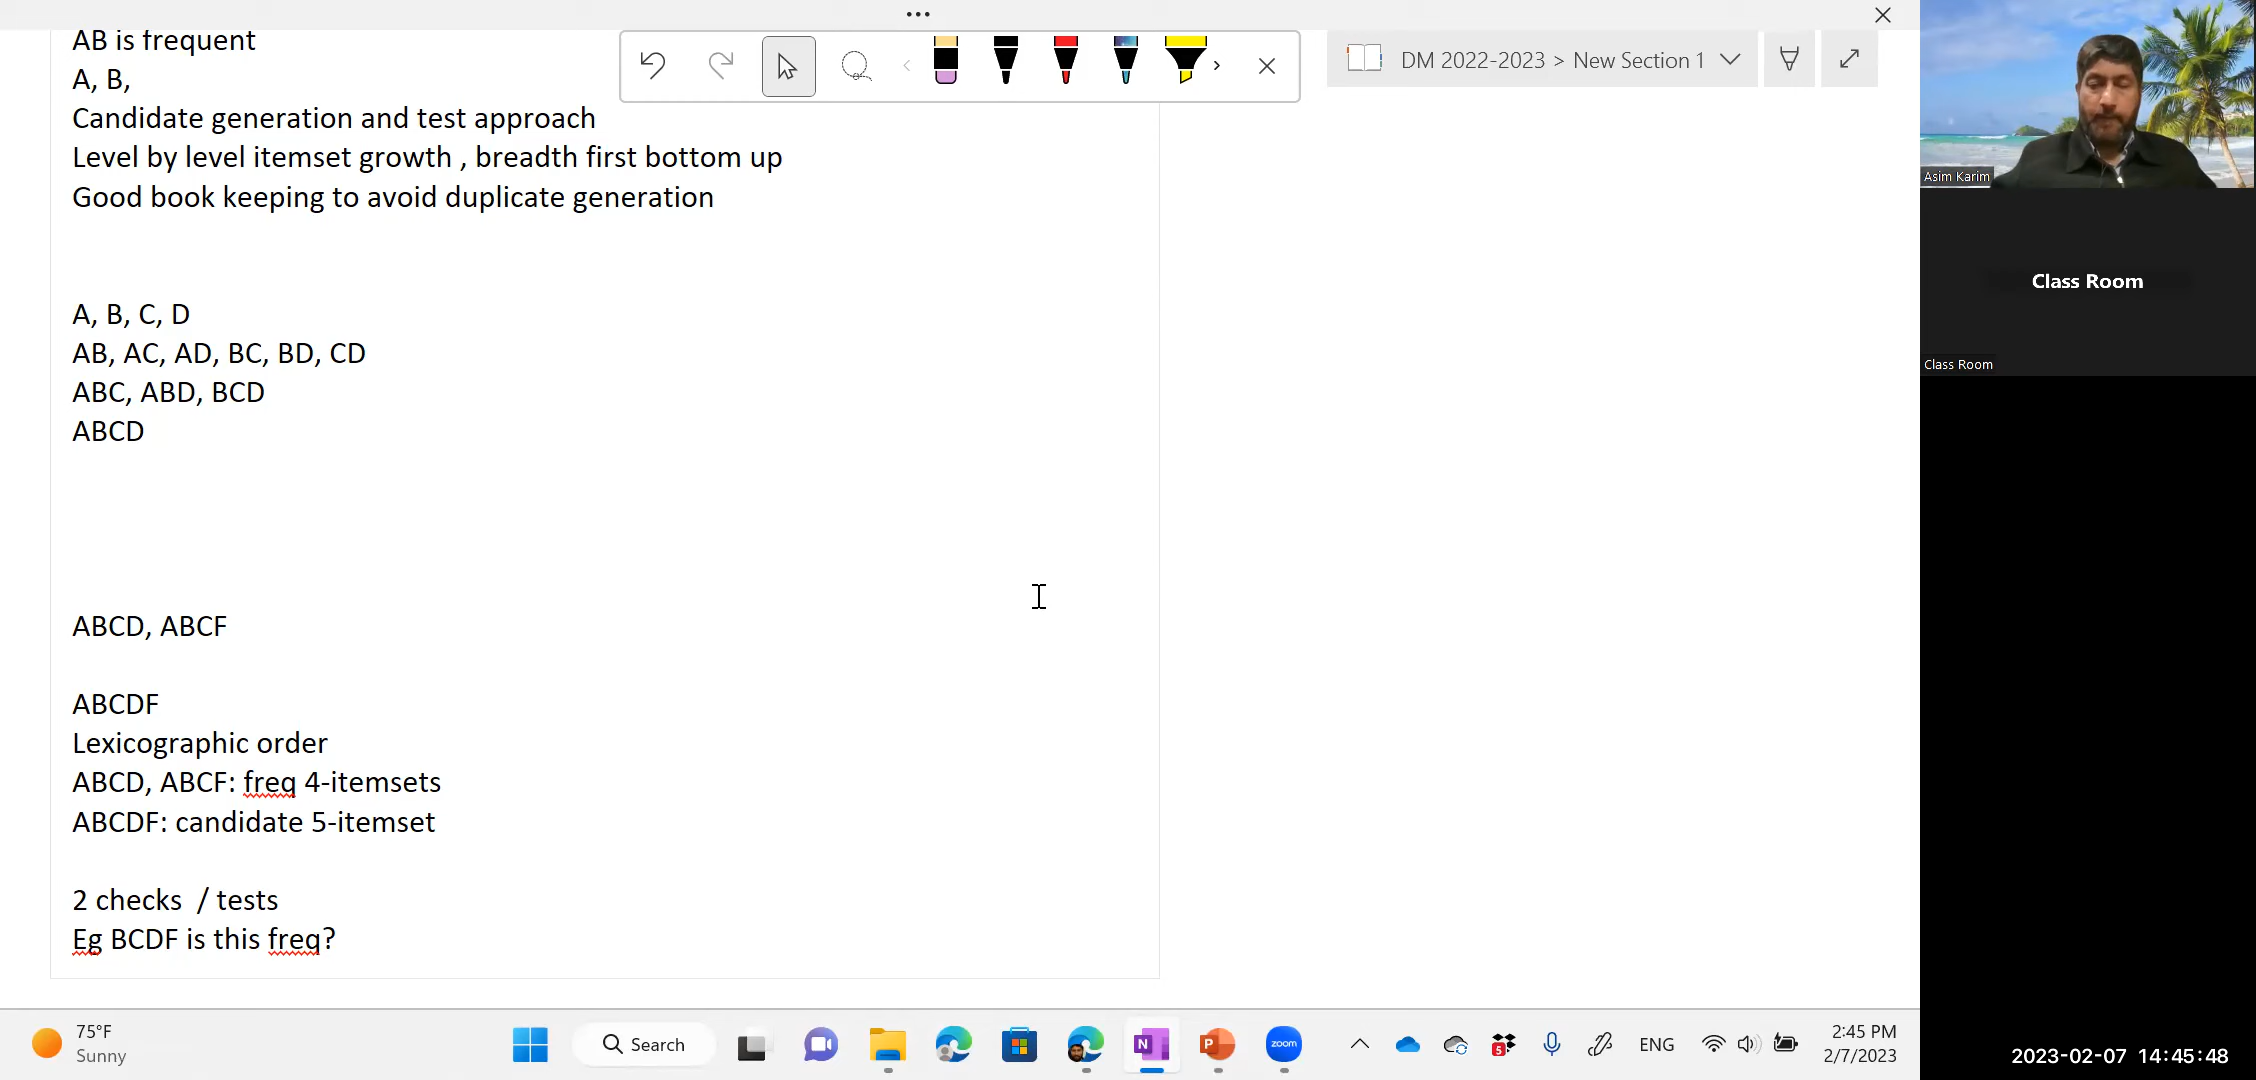 AB is frequent
A, B,
Candidate generation and test approach
Level by level itemset growth , breadth first bottom up
Good book keeping to avoid duplicate generation
A, B, C, D
AB, AC, AD, BC, BD, CD
ABC, ABD, BCD
ABCD
ABCD, ABCF
ABCDF
Lexicographic order
ABCD, ABCF: freq 4-itemsets
ABCDF: candidate 5-itemset
2 checks / tests
Eg BCDF is this freq?
DM 2022-2023 > New Section 1
Asim Karim
Class Room
Class Room
75°F
Sunny
Search
N
P
zoom
5
ENG
2:45 PM
2/7/2023
2023-02-07 14:45:48